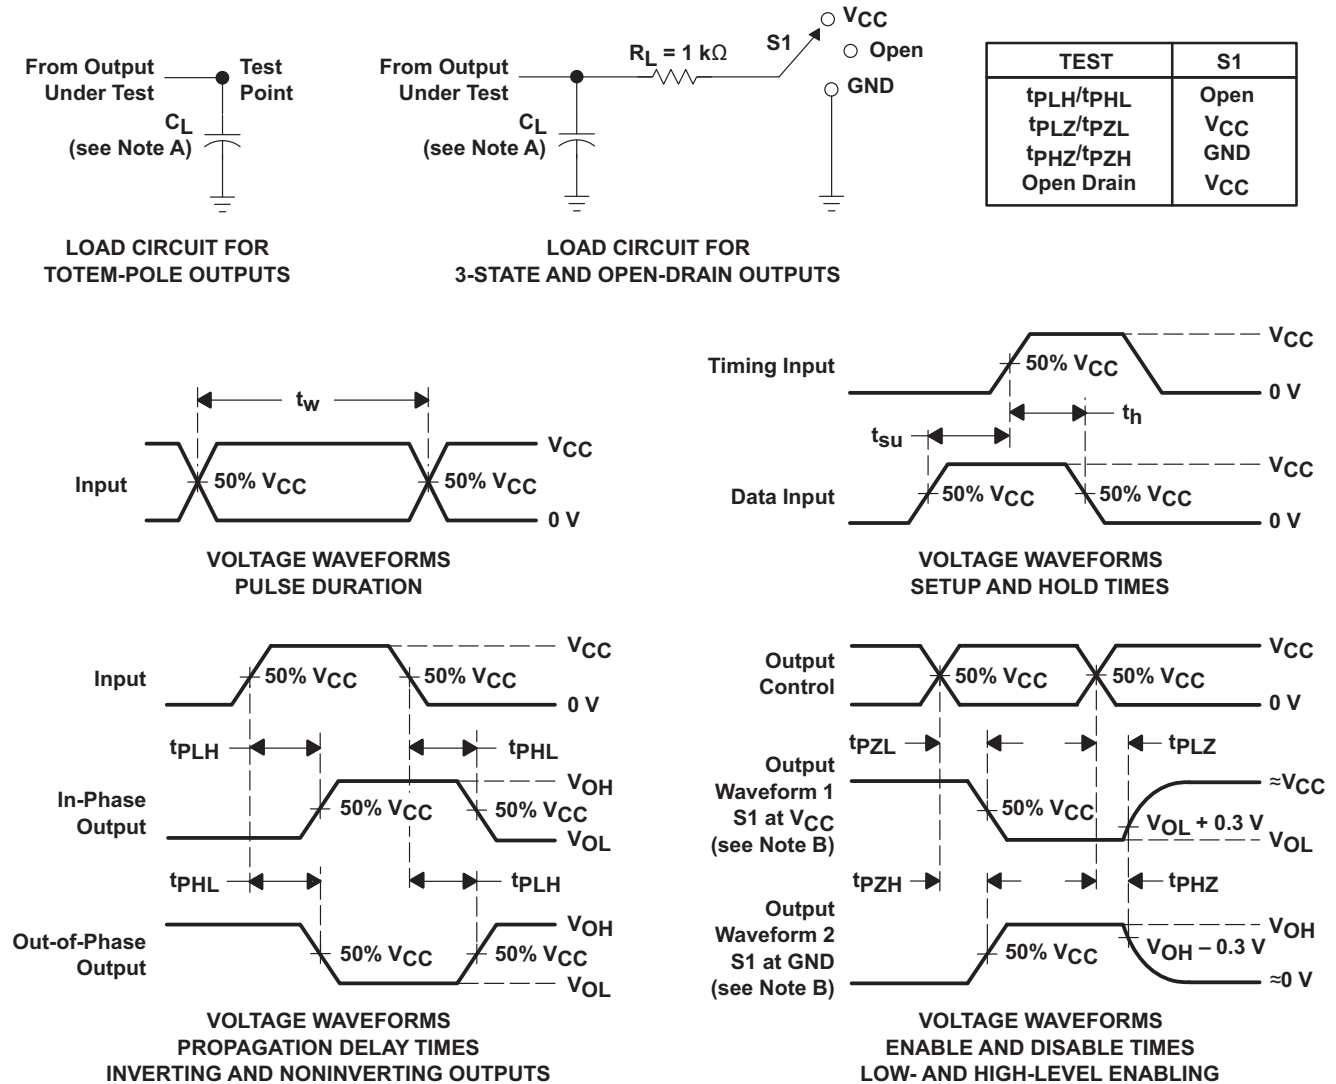 From Output
Under Test
Test
Point
CL
(see Note A)
LOAD CIRCUIT FOR
TOTEM-POLE OUTPUTS
From Output
Under Test
RL = 1 kΩ
S1
VCC
Open
GND
CL
(see Note A)
LOAD CIRCUIT FOR
3-STATE AND OPEN-DRAIN OUTPUTS
TEST S1
tPLH/tPHL Open
tPLZ/tPZL VCC
tPHZ/tPZH GND
Open Drain VCC
tw
Input
50% VCC
50% VCC
VCC
0 V
VOLTAGE WAVEFORMS
PULSE DURATION
Timing Input
50% VCC
VCC
0 V
th
tsu
Data Input
50% VCC
50% VCC
VCC
0 V
VOLTAGE WAVEFORMS
SETUP AND HOLD TIMES
Input
50% VCC
50% VCC
VCC
0 V
tPLH
tPHL
In-Phase
Output
50% VCC
50% VCC
VOH
VOL
tPHL
tPLH
Out-of-Phase
Output
50% VCC
50% VCC
VOH
VOL
VOLTAGE WAVEFORMS
PROPAGATION DELAY TIMES
INVERTING AND NONINVERTING OUTPUTS
Output
Control
50% VCC
50% VCC
VCC
0 V
tPZL
tPLZ
Output
Waveform 1
S1 at VCC
(see Note B)
50% VCC
≈VCC
VOL + 0.3 V
VOL
tPZH
tPHZ
Output
Waveform 2
S1 at GND
(see Note B)
50% VCC
VOH
VOH – 0.3 V
≈0 V
VOLTAGE WAVEFORMS
ENABLE AND DISABLE TIMES
LOW- AND HIGH-LEVEL ENABLING